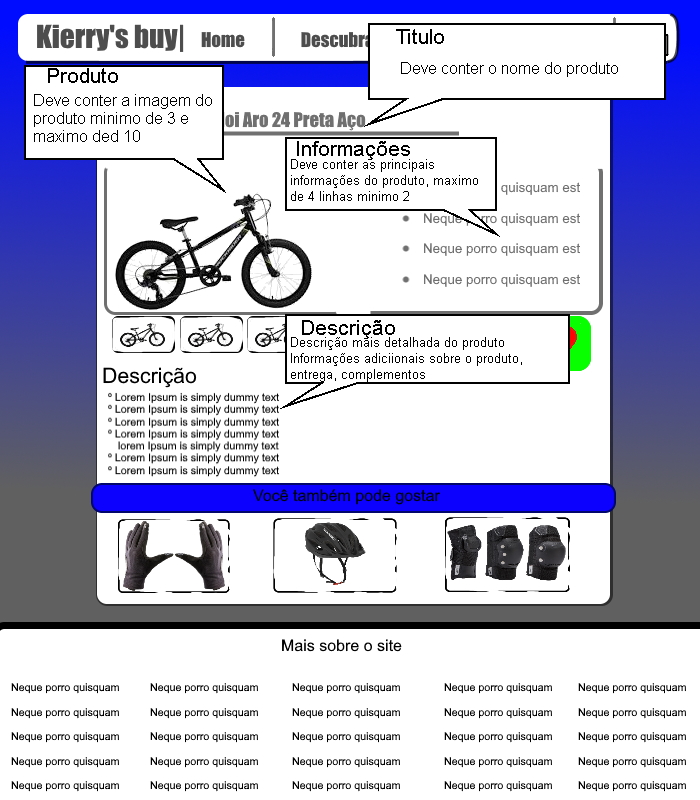 Kierry's buy| Home Descubra
Titulo
Deve conter o nome do produto
Produto
Deve conter a imagem do
produto minimo de 3 e
maximo ded 10
Aro 24 Preta Aço
Informações
Deve conter as principais
informações do produto, maximo
de 4 linhas minimo 2
quisquam est
Neque porro quisquam est
Neque porro quisquam est
Neque porro quisquam est
Descrição
Descrição mais detalhada do produto
Informações adiciionais sobre o produto,
entrega, complementos
Descrição
º Lorem Ipsum is simply dummy text
º Lorem Ipsum is simply dummy text
º Lorem Ipsum is simply dummy text
º Lorem Ipsum is simply dummy text
lorem Ipsum is simply dummy text
º Lorem Ipsum is simply dummy text
º Lorem Ipsum is simply dummy text
Você também pode gostar
Mais sobre o site
Neque porro quisquam Neque porro quisquam Neque porro quisquam Neque porro quisquam Neque porro quisquam
Neque porro quisquam Neque porro quisquam Neque porro quisquam Neque porro quisquam Neque porro quisquam
Neque porro quisquam Neque porro quisquam Neque porro quisquam Neque porro quisquam Neque porro quisquam
Neque porro quisquam Neque porro quisquam Neque porro quisquam Neque porro quisquam Neque porro quisquam
Neque porro quisquam Neque porro quisquam Neque porro quisquam Neque porro quisquam Neque porro quisquam